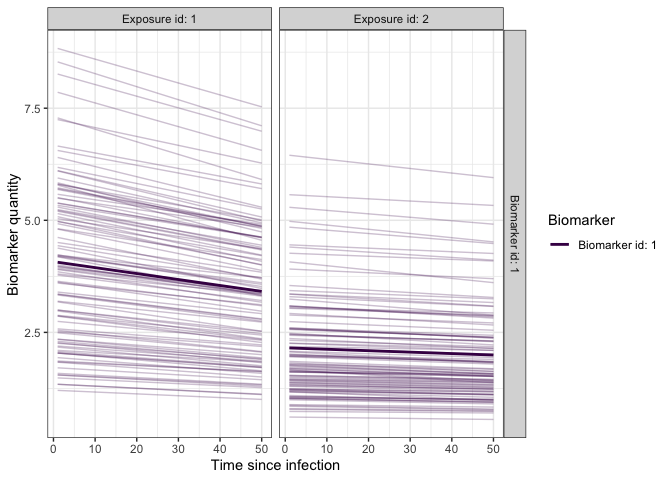 Exposure id: 1
Exposure id: 2
Biomarker quantity
7.5
5.0
2.5
Biomarker id: 1
0 10 20 30 40 50
0 10 20 30 40 50
Time since infection
Biomarker
Biomarker id: 1